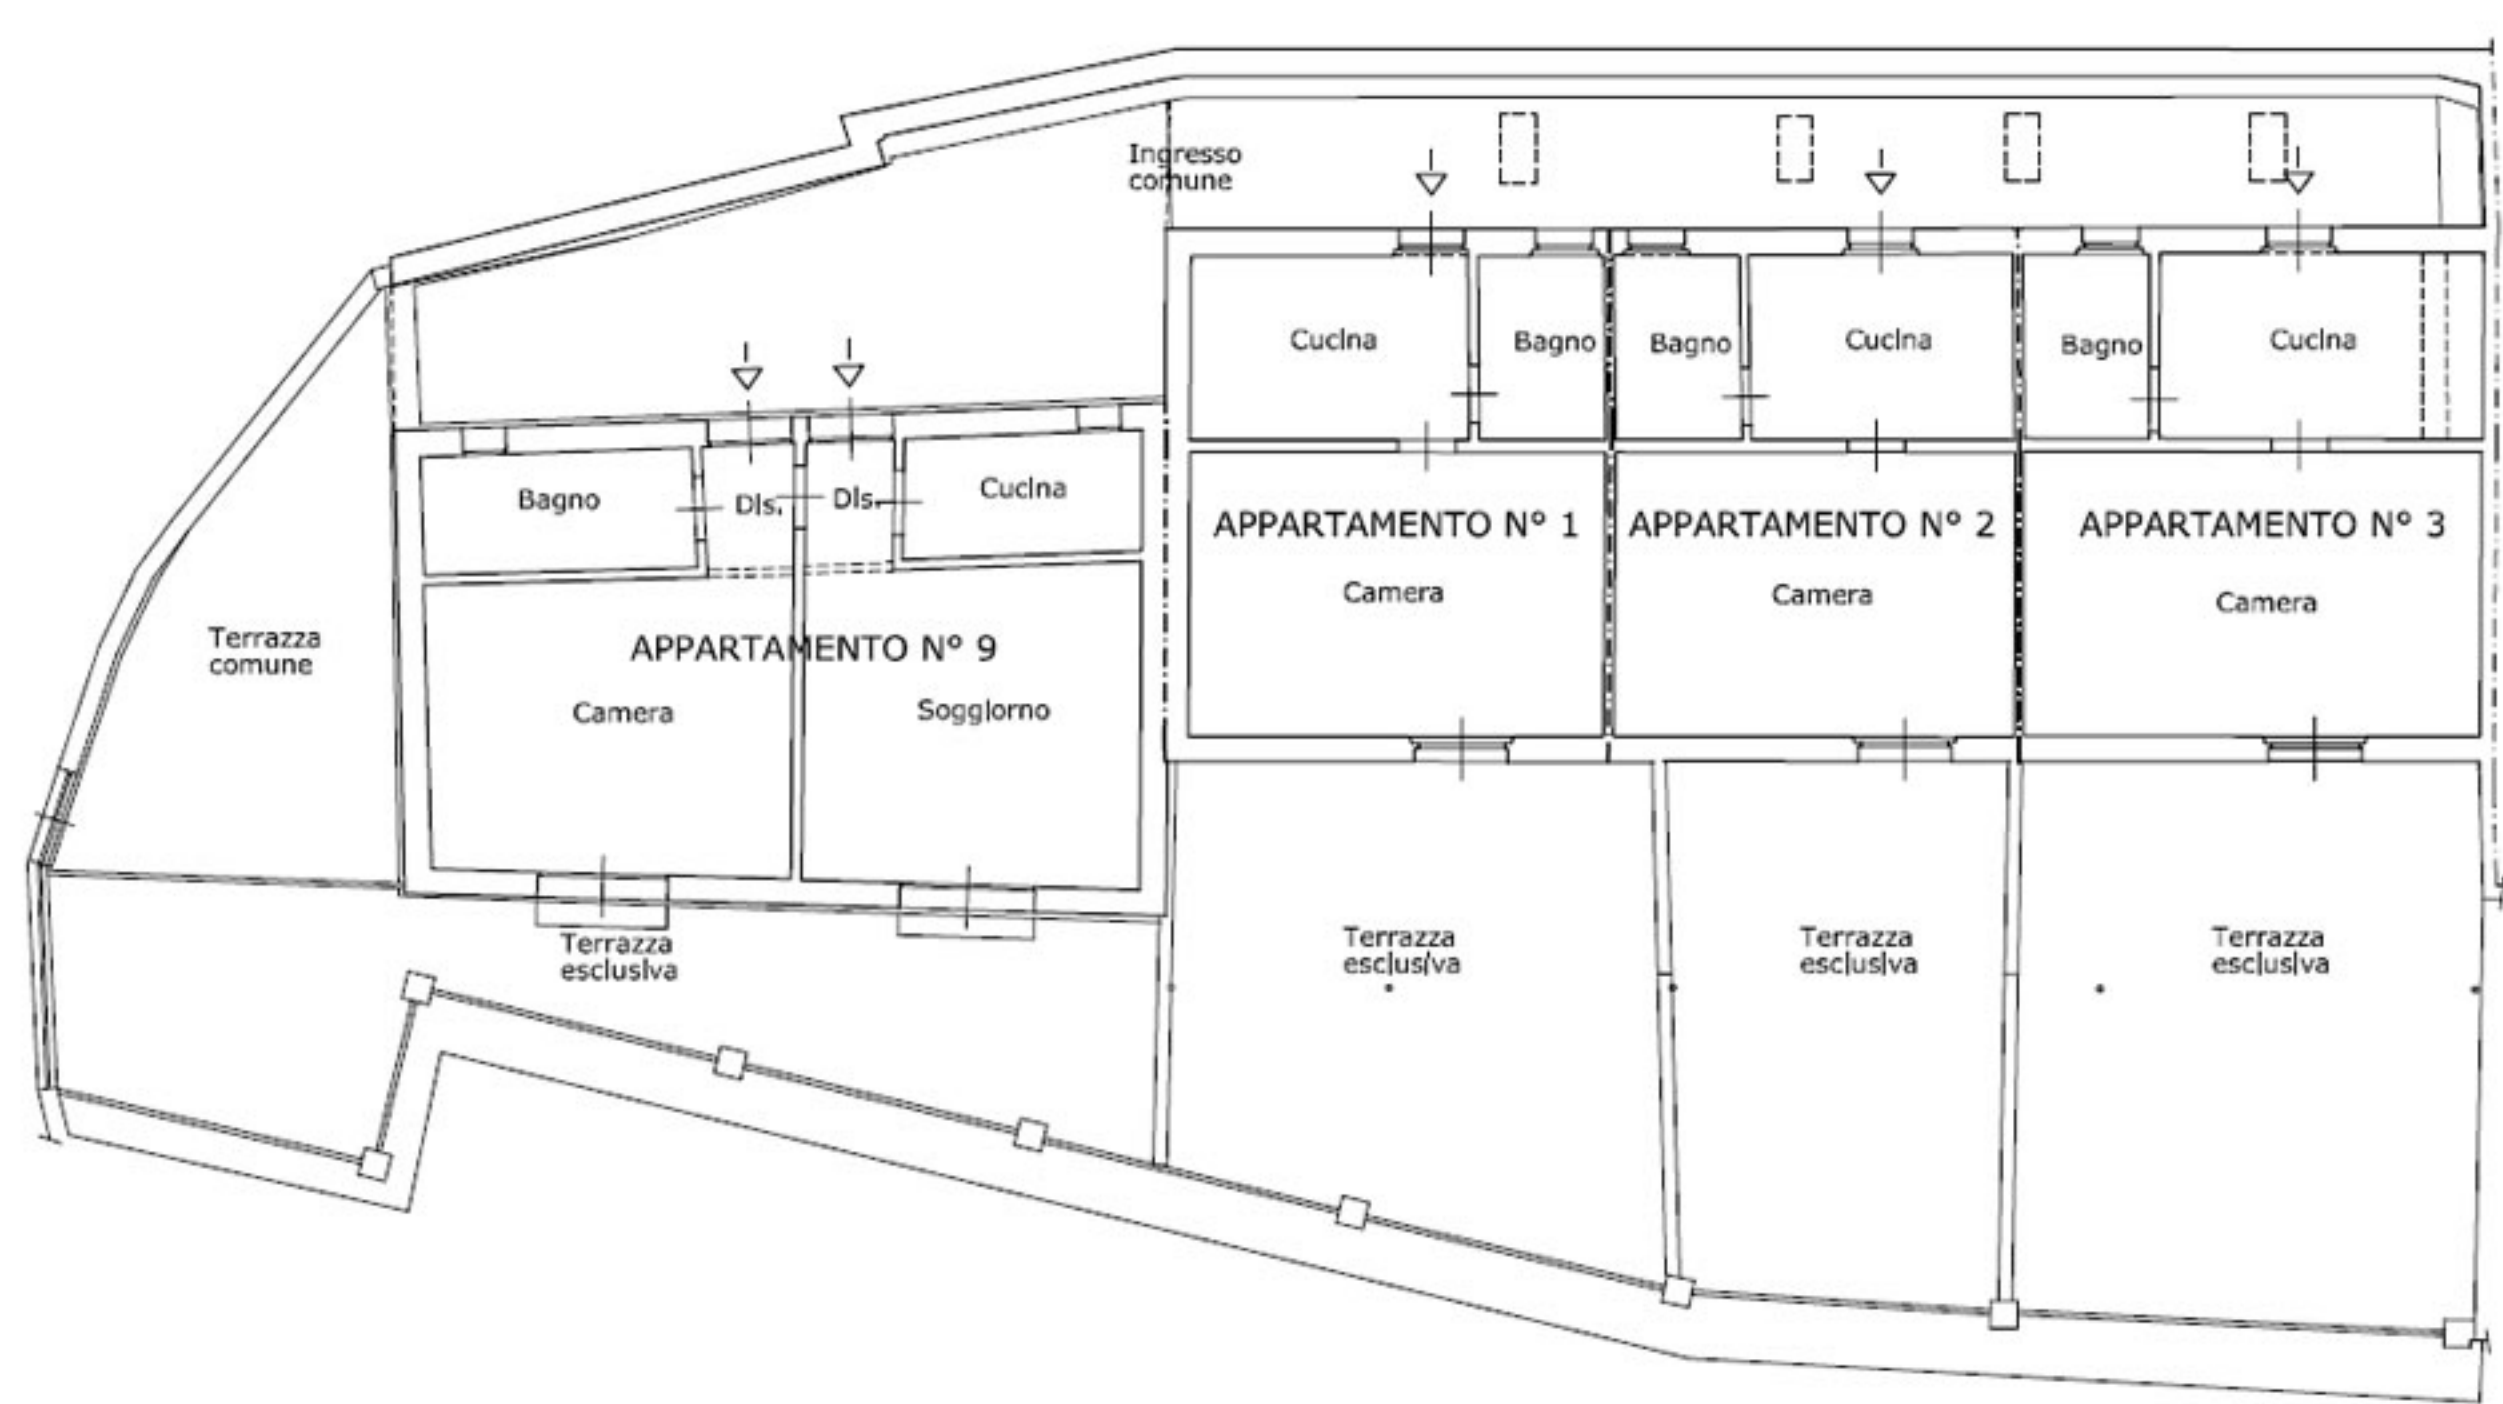 Ingresso
comune
Cucina
Bagno
Bagno
Cucina
Bagno
Cucina
Bagno
Dis.
Dis.
Cucina
APPARTAMENTO N° 1
APPARTAMENTO N° 2
APPARTAMENTO N° 3
Camera
Camera
Camera
Terrazza
comune
APPARTAMENTO N° 9
Camera
Soggiorno
Terrazza
esclusiva
Terrazza
esclusiva
Terrazza
esclusiva
Terrazza
esclusiva